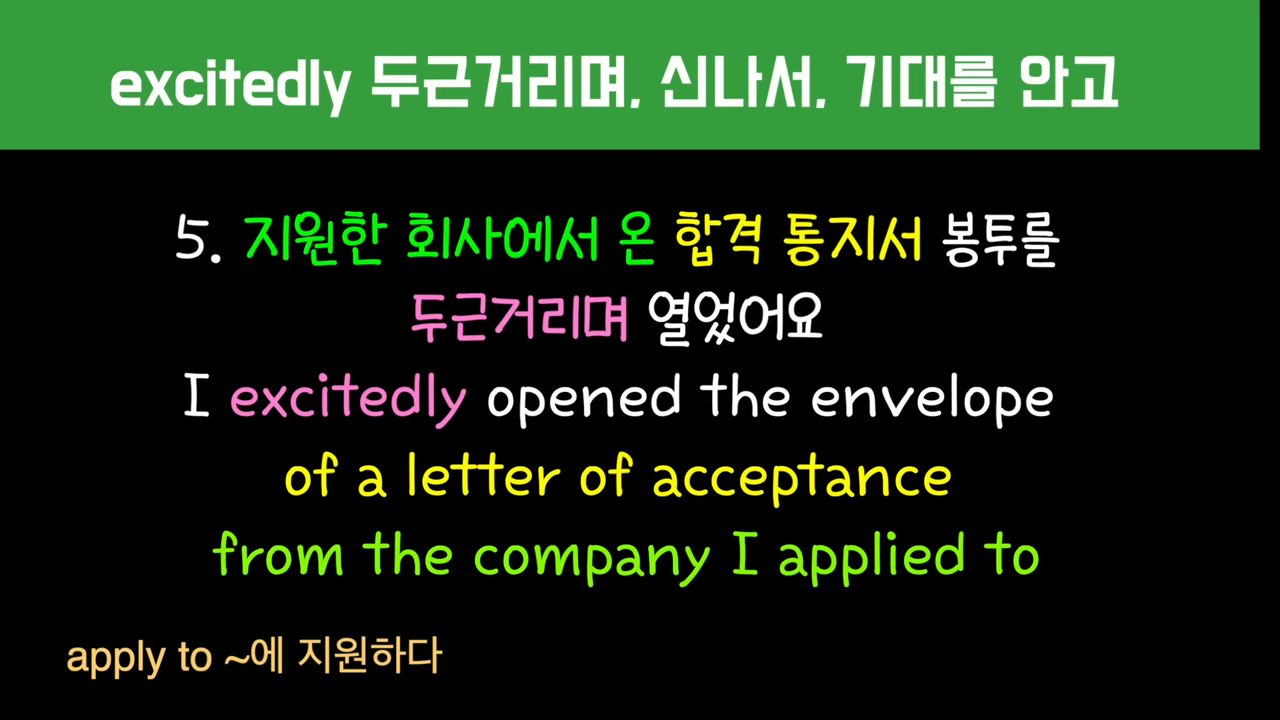 excitedly 두근거리며, 신나서, 기대를 안고
5. 지원한 회사에서 온 합격 통지서 봉투를
두근거리며 열었어요
I excitedly opened the envelope
of a letter of acceptance
from the company I applied to
apply to ~에 지원하다